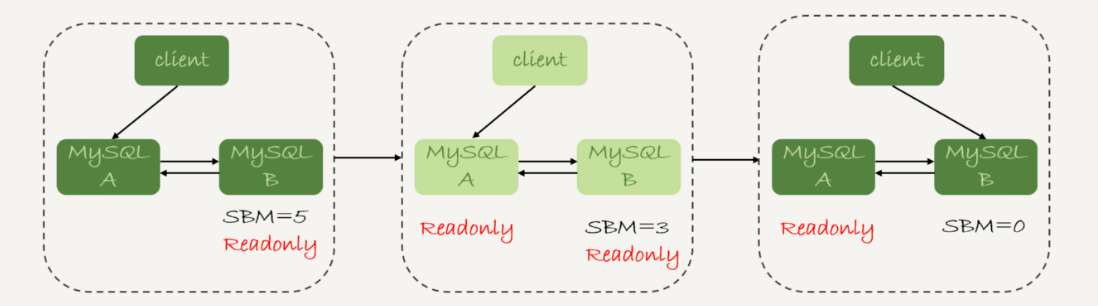 client
MySQL
A
MySQL
B
SBM=5
Readonly
client
MySQL
A
MySQL
B
Readonly
SBM=3
Readonly
client
MySQL
A
MySQL
B
Readonly
SBM=0